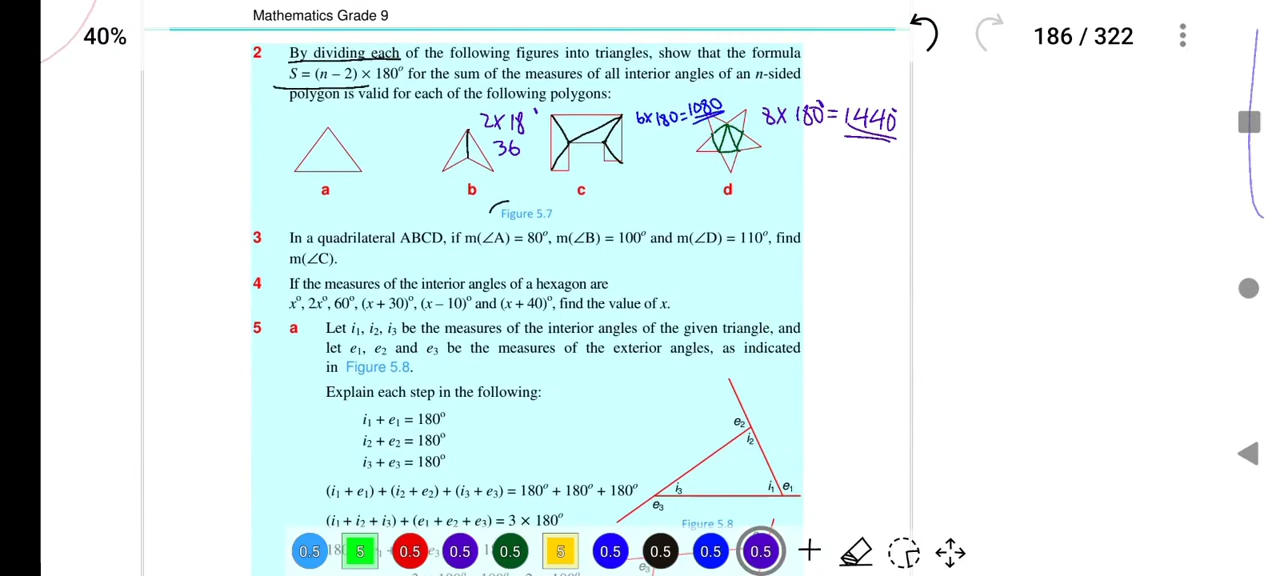 Mathematics Grade 9
40%
186 / 322
2 By dividing each of the following figures into triangles, show that the formula
S = (n – 2) × 180° for the sum of the measures of all interior angles of an n-sided
polygon is valid for each of the following polygons:
2 x 18
36
6x180=1080
8 x 180°= 1440°
a b c d
Figure 5.7
3 In a quadrilateral ABCD, if m(∠A) = 80°, m(∠B) = 100° and m(∠D) = 110°, find
m(∠C).
4 If the measures of the interior angles of a hexagon are
x°, 2x°, 60°, (x + 30)°, (x – 10)° and (x + 40)°, find the value of x.
5 a Let i₁, i₂, i₃ be the measures of the interior angles of the given triangle, and
let e₁, e₂ and e₃ be the measures of the exterior angles, as indicated
in Figure 5.8.
Explain each step in the following:
i₁ + e₁ = 180°
i₂ + e₂ = 180°
i₃ + e₃ = 180°
(i₁ + e₁) + (i₂ + e₂) + (i₃ + e₃) = 180° + 180° + 180°
(i₁ + i₂ + i₃) + (e₁ + e₂ + e₃) = 3 × 180°
e₂
i₂
i₃
i₁ e₁
e₃
Figure 5.8
0.5 5 0.5 0.5 0.5 5 0.5 0.5 0.5 0.5
e₃